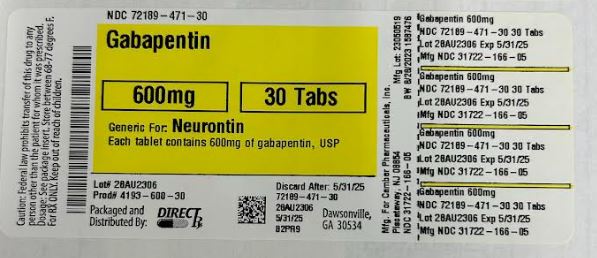 Caution: Federal law prohibits transfer of this drug to any
person other than the patient for whom it was prescribed.
Dosage: See package insert. Store between 68-77 degrees F.
For RX ONLY. Keep out of reach of children.
NDC 72189-471-30
Gabapentin
600mg
30 Tabs
Generic For: Neurontin
Each tablet contains 600mg of gabapentin, USP
Lot# 28AU2306
Prod# 4193-600-30
Packaged and
Distributed By:
DIRECT Rx
Discard After: 5/31/25
72189-471-30
28AU2306
5/31/25
82PR9
Dawsonville,
GA 30534
Mfg. For Camber Pharmaceuticals, Inc.
Piscataway, NJ 08854
NDC 31722-166-05
Mfg Lot: 23050519
BW 8/28/2023 1587476
Gabapentin 600mg
NDC 72189-471-30 30 Tabs
Lot 28AU2306 Exp 5/31/25
Mfg NDC 31722-166-05
Gabapentin 600mg
NDC 72189-471-30 30 Tabs
Lot 28AU2306 Exp 5/31/25
Mfg NDC 31722-166-05
Gabapentin 600mg
NDC 72189-471-30 30 Tabs
Lot 28AU2306 Exp 5/31/25
Mfg NDC 31722-166-05
Gabapentin 600mg
NDC 72189-471-30 30 Tabs
Lot 28AU2306 Exp 5/31/25
Mfg NDC 31722-166-05